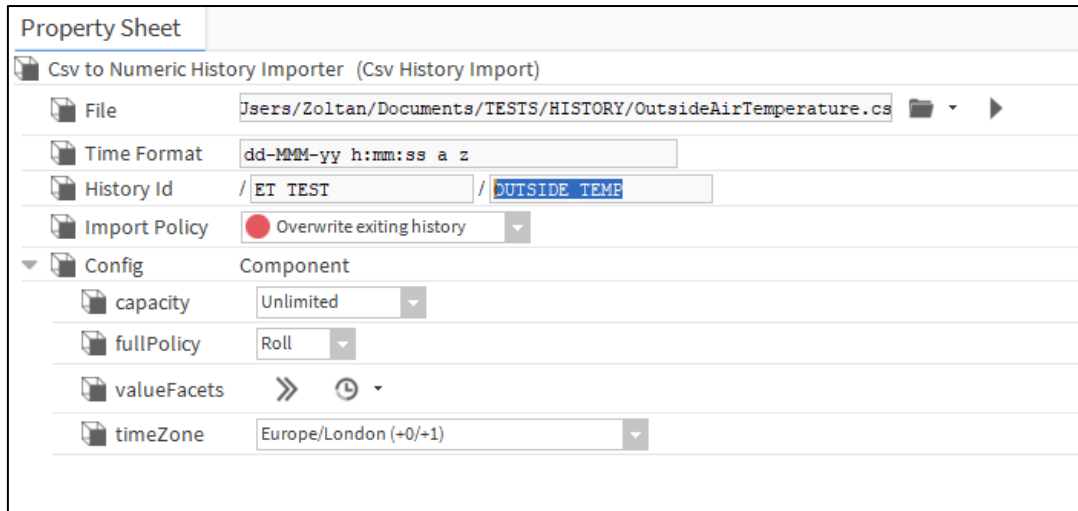 Property Sheet
Csv to Numeric History Importer (Csv History Import)
File Users/Zoltan/Documents/TESTS/HISTORY/OutsideAirTemperature.cs
Time Format dd-MMM-yy h:mm:ss a z
History Id / ET TEST / OUTSIDE TEMP
Import Policy Overwrite exiting history
Config Component
capacity Unlimited
fullPolicy Roll
valueFacets
timeZone Europe/London (+0/+1)